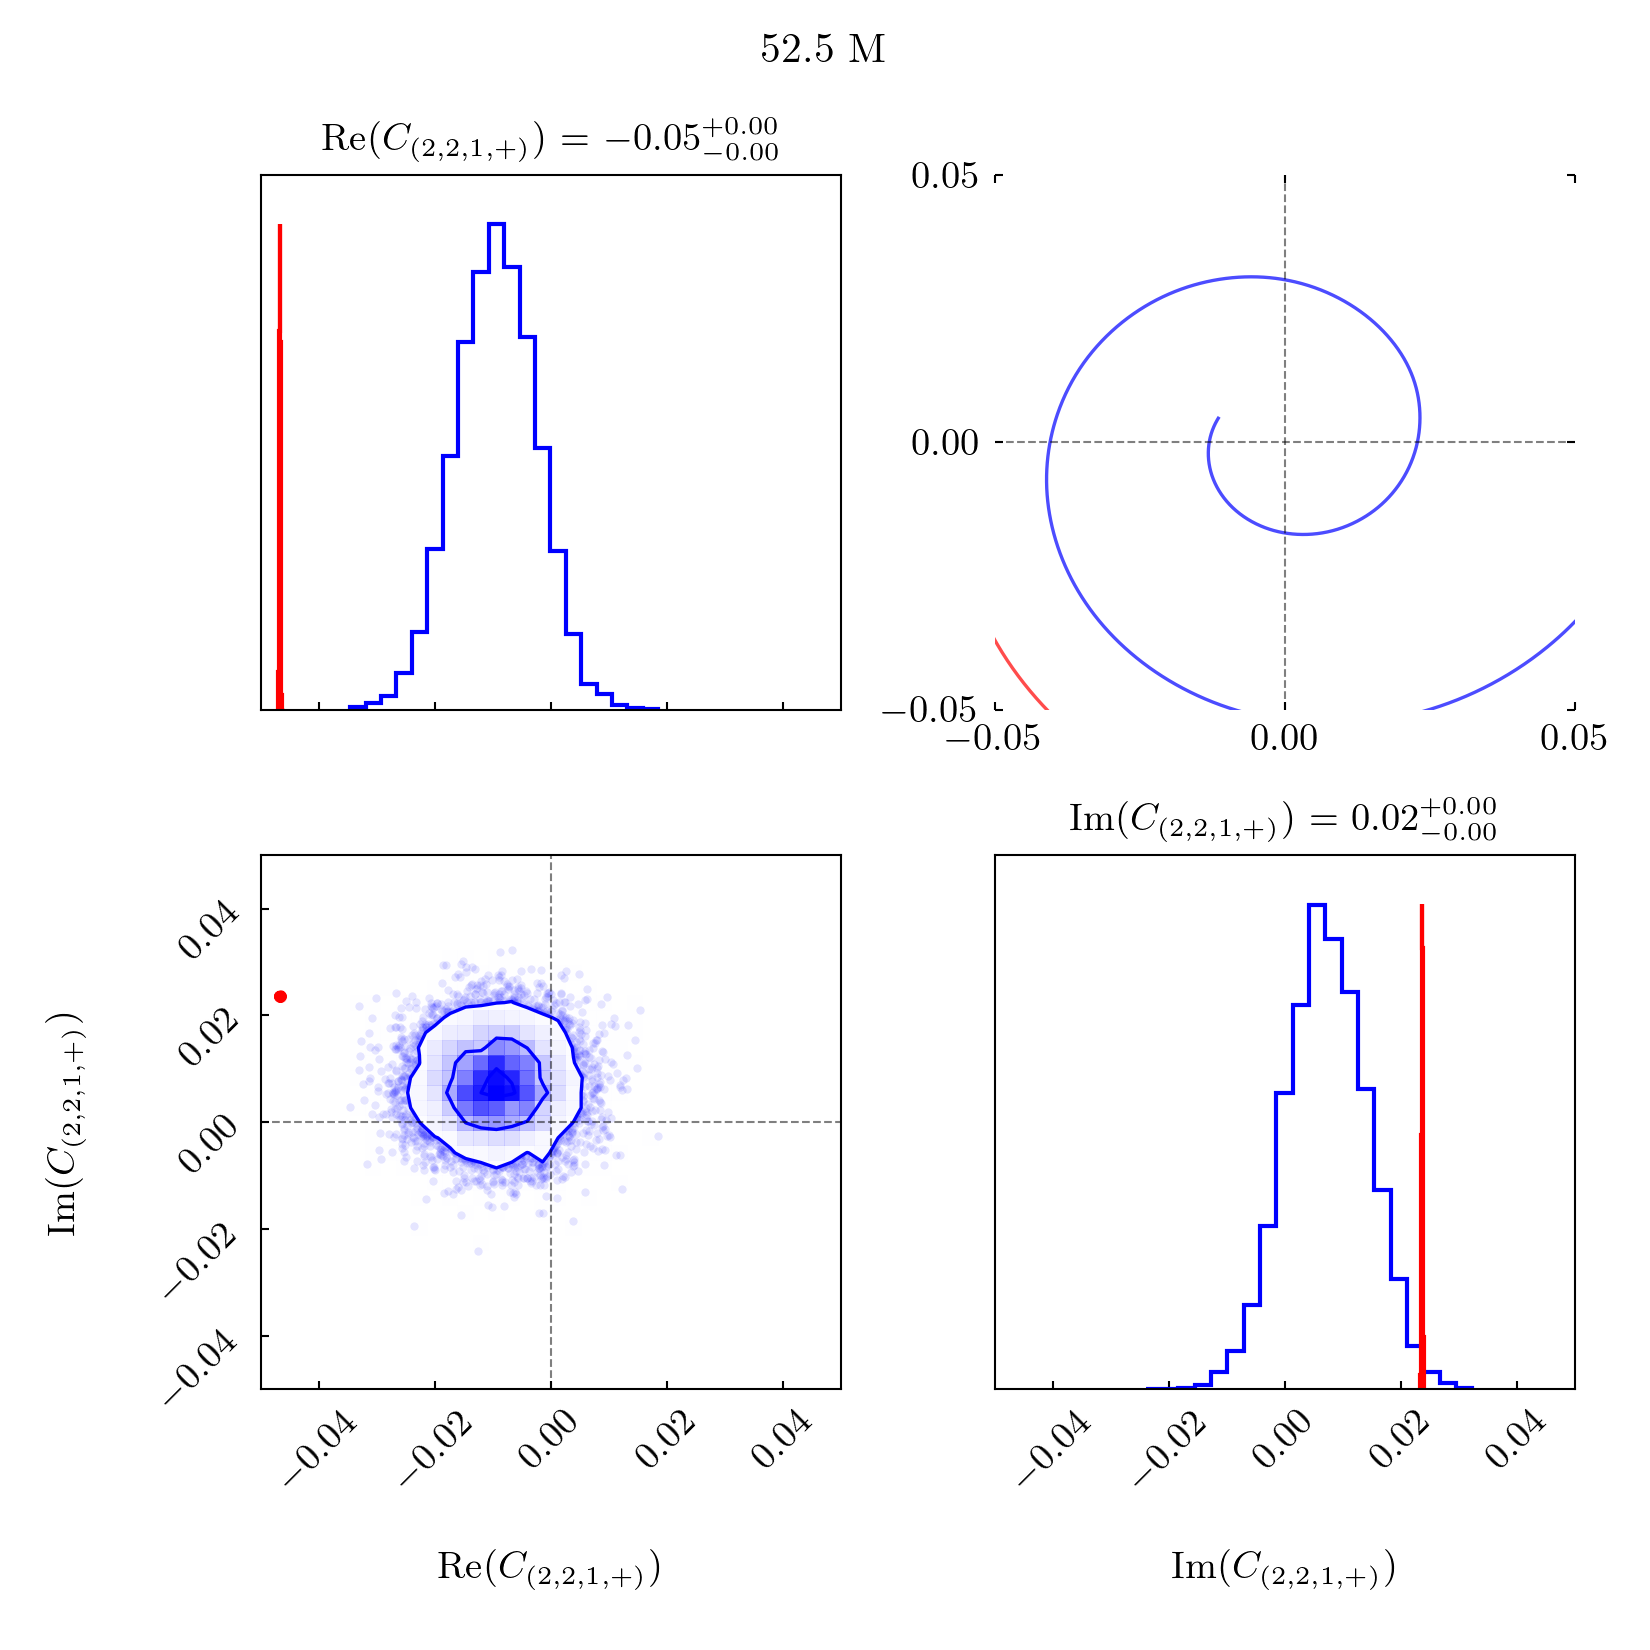 52.5 M
Re(C₍₂,₂,₁,₊₎) = −0.05⁺⁰·⁰⁰₋₀.₀₀
0.05
0.00
−0.05
−0.05 0.00 0.05
Im(C₍₂,₂,₁,₊₎) = 0.02⁺⁰·⁰⁰₋₀.₀₀
0.04
0.02
0.00
−0.02
−0.04
Im(C₍₂,₂,₁,₊₎)
−0.04 −0.02 0.00 0.02 0.04
Re(C₍₂,₂,₁,₊₎)
−0.04 −0.02 0.00 0.02 0.04
Im(C₍₂,₂,₁,₊₎)